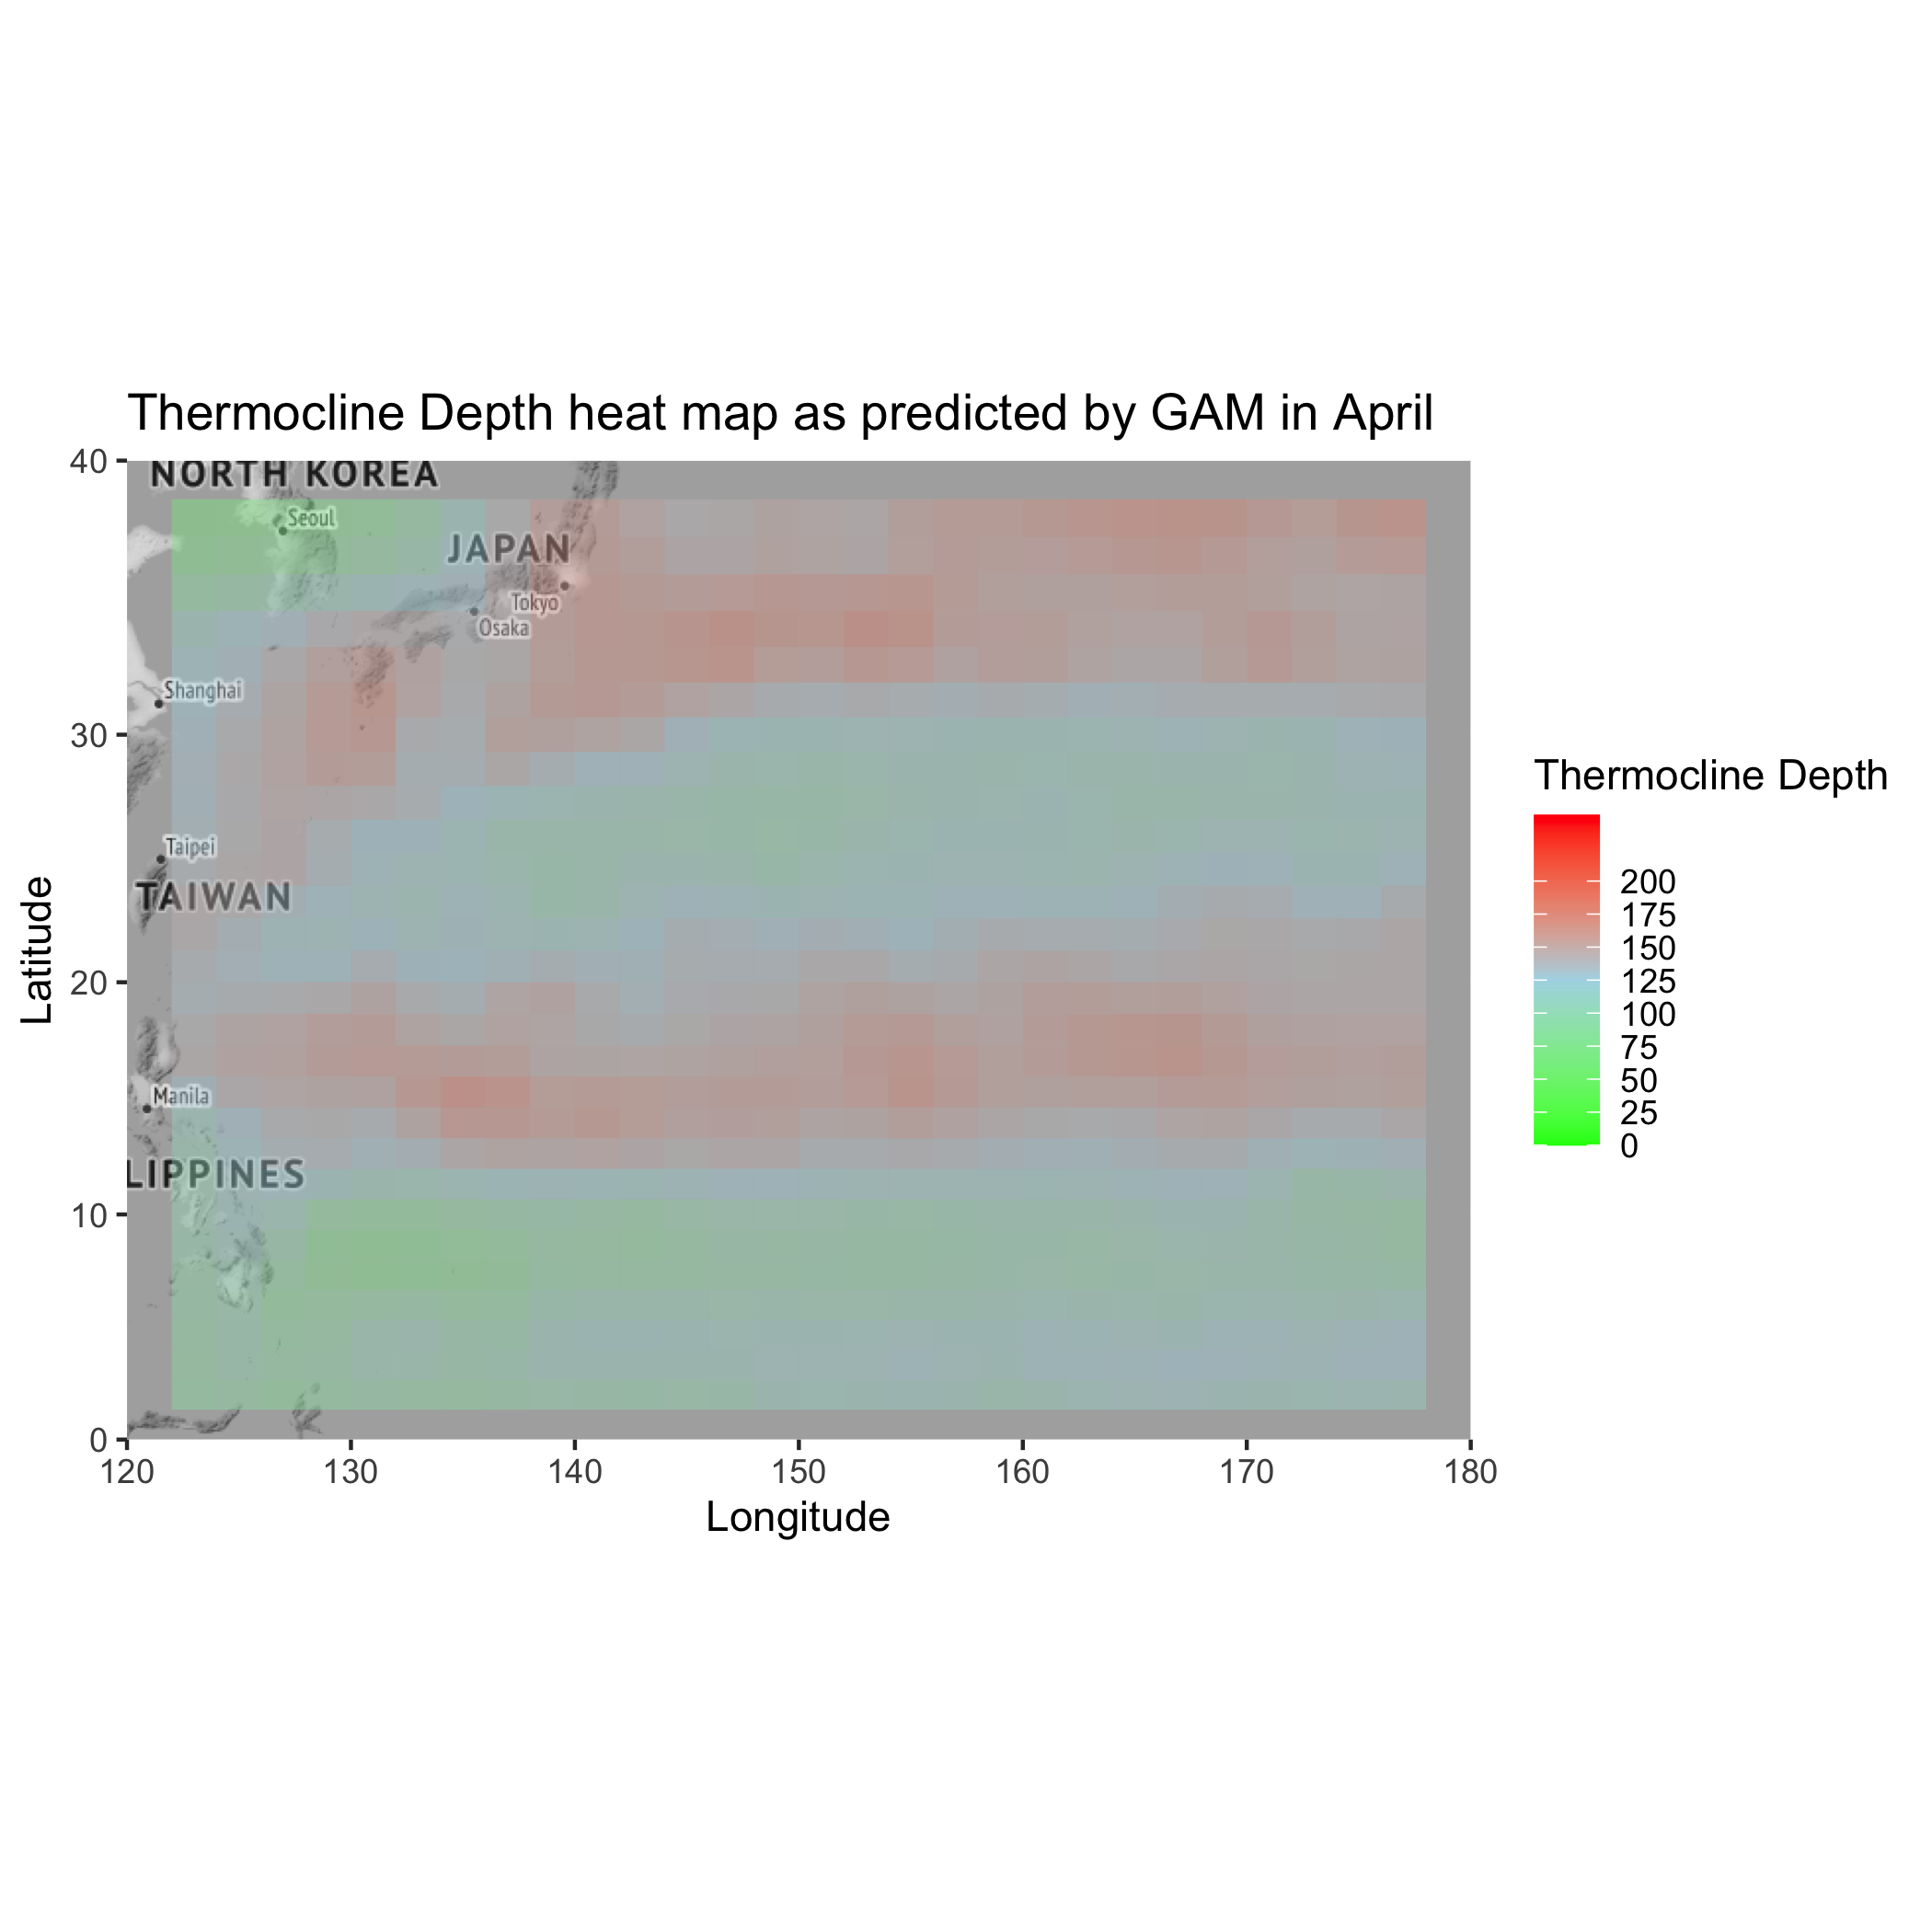 Thermocline Depth heat map as predicted by GAM in April
40
30
20
10
0
Latitude
NORTH KOREA
Seoul
JAPAN
Tokyo
Osaka
Shanghai
Taipei
TAIWAN
Manila
LIPPINES
120 130 140 150 160 170 180
Longitude
Thermocline Depth
200
175
150
125
100
75
50
25
0